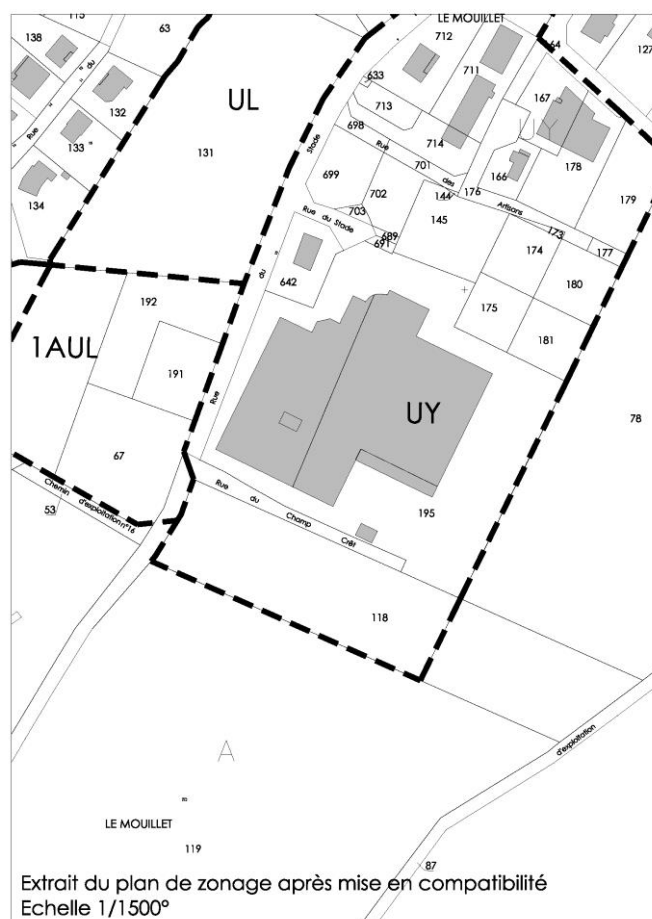 LE MOUILLET
115
63
138
712
64
127
711
633
167
132
UL
713
Rue du
698
133
131
714
Stade
Rue des Artisans
178
701
699
166
134
702
176
144
179
703
145
Rue du Stade
689
173
691
174
177
du
642
180
192
175
1AUL
181
191
Rue
UY
78
67
Chemin d'exploitation n°16
53
Rue du Champ Crêt
195
118
d'exploitation
A
LE MOUILLET
119
87
Extrait du plan de zonage après mise en compatibilité
Echelle 1/1500°